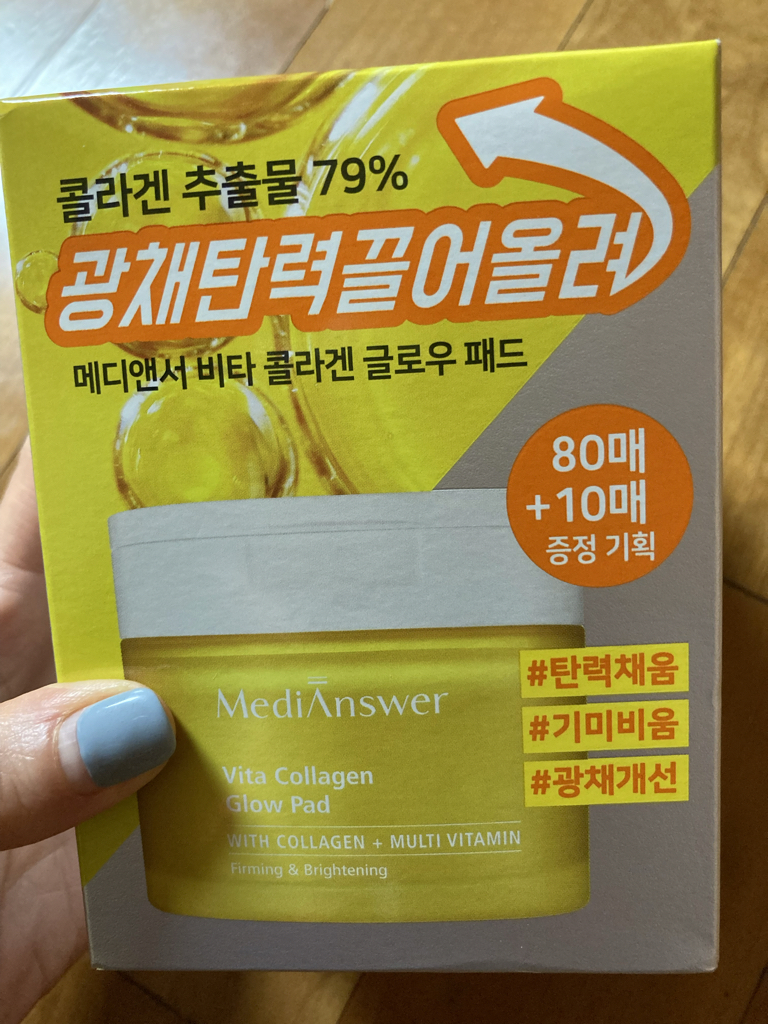 콜라겐 추출물 79%
광채탄력끌어올려
메디앤서 비타 콜라겐 글로우 패드
80매
+10매
증정 기획
MediAnswer
Vita Collagen
Glow Pad
WITH COLLAGEN + MULTI VITAMIN
Firming & Brightening
#탄력채움
#기미비움
#광채개선